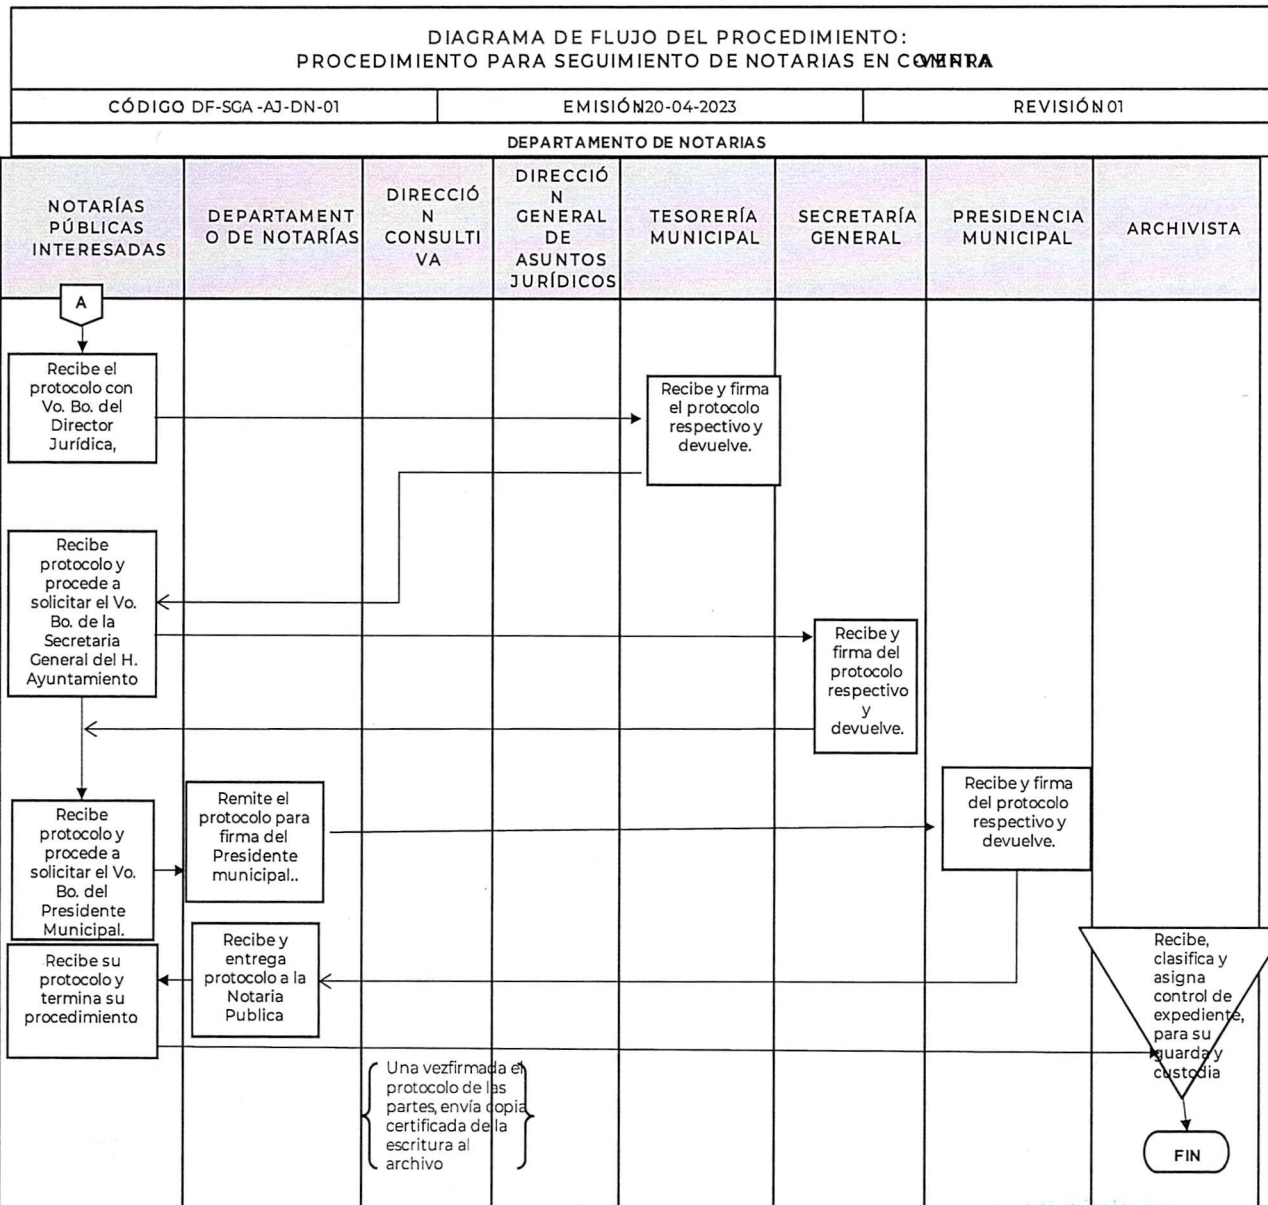 DIAGRAMA DE FLUJO DEL PROCEDIMIENTO:
PROCEDIMIENTO PARA SEGUIMIENTO DE NOTARIAS EN
CÓDIGO DF-SGA-AJ-DN-01
EMISIÓN 20-04-2023
REVISIÓN 01
DEPARTAMENTO DE NOTARIAS
NOTARÍAS
PÚBLICAS
INTERESADAS
DEPARTAMENT
O DE NOTARÍAS
DIRECCIÓ
N
CONSULTI
VA
DIRECCIÓ
N
GENERAL
DE
ASUNTOS
JURÍDICOS
TESORERÍA
MUNICIPAL
SECRETARÍA
GENERAL
PRESIDENCIA
MUNICIPAL
ARCHIVISTA
A
Recibe el
protocolo con
Vo. Bo. del
Director
Jurídica,
Recibe y firma
el protocolo
respectivo y
devuelve.
Recibe
protocolo y
procede a
solicitar el Vo.
Bo. de la
Secretaria
General del H.
Ayuntamiento
Recibe y
firma del
protocolo
respectivo
y
devuelve.
Recibe
protocolo y
procede a
solicitar el Vo.
Bo. del
Presidente
Municipal.
Remite el
protocolo para
firma del
Presidente
municipal..
Recibe y firma
del protocolo
respectivo y
devuelve.
Recibe su
protocolo y
termina su
procedimiento
Recibe y
entrega
protocolo a la
Notaria
Publica
Recibe,
clasifica y
asigna
control de
expediente,
para su
guarda y
custodia
Una vezfirmada el
protocolo de las
partes, envía copia
certificada de la
escritura al
archivo
FIN